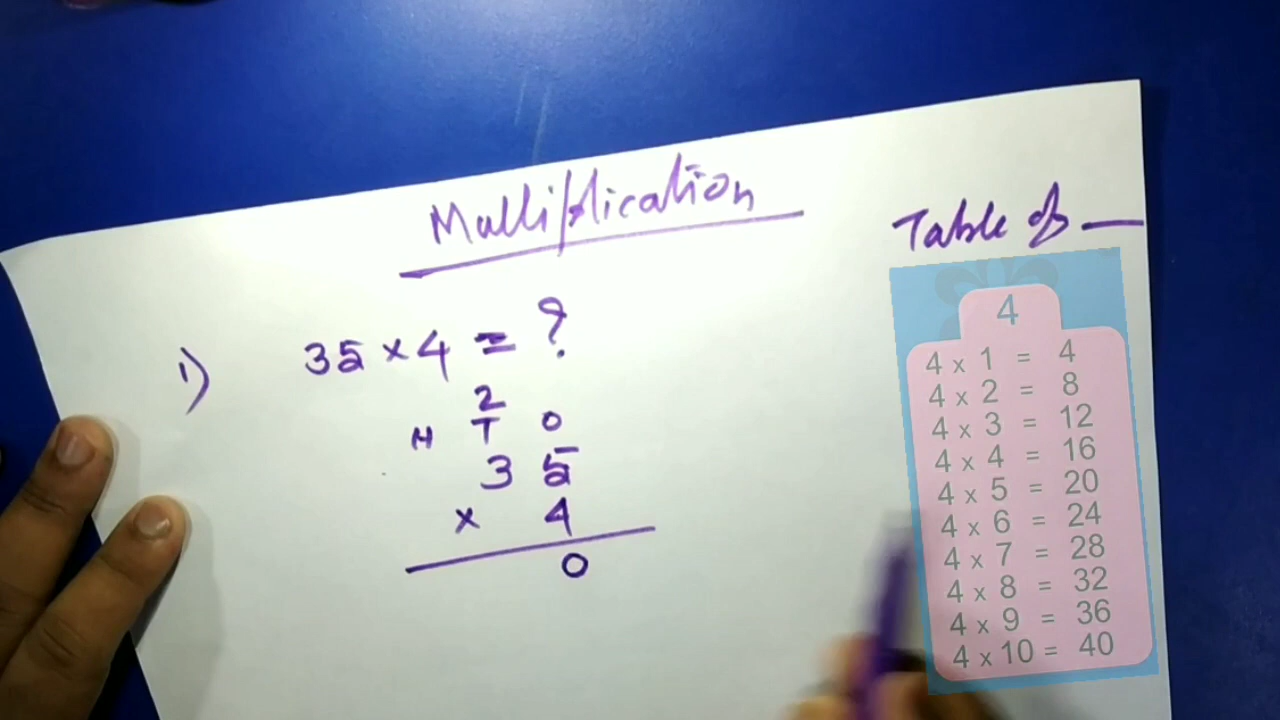 Multiplication
Table of __
1) 35 × 4 = ?
2
H T O
3 5
× 4
0
4
4 x 1 = 4
4 x 2 = 8
4 x 3 = 12
4 x 4 = 16
4 x 5 = 20
4 x 6 = 24
4 x 7 = 28
4 x 8 = 32
4 x 9 = 36
4 x 10 = 40